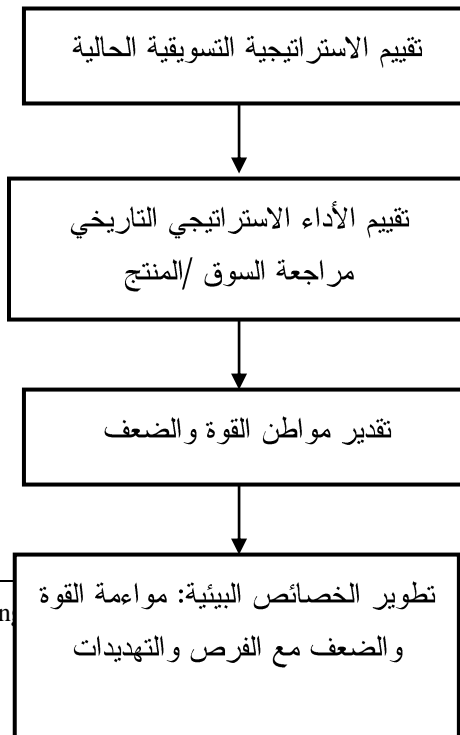 تقييم الاستراتيجية التسويقية الحالية
تقييم الأداء الاستراتيجي التاريخي
مراجعة السوق /المنتج
تقدير مواطن القوة والضعف
تطوير الخصائص البيئية: مواءمة القوة
والضعف مع الفرص والتهديدات